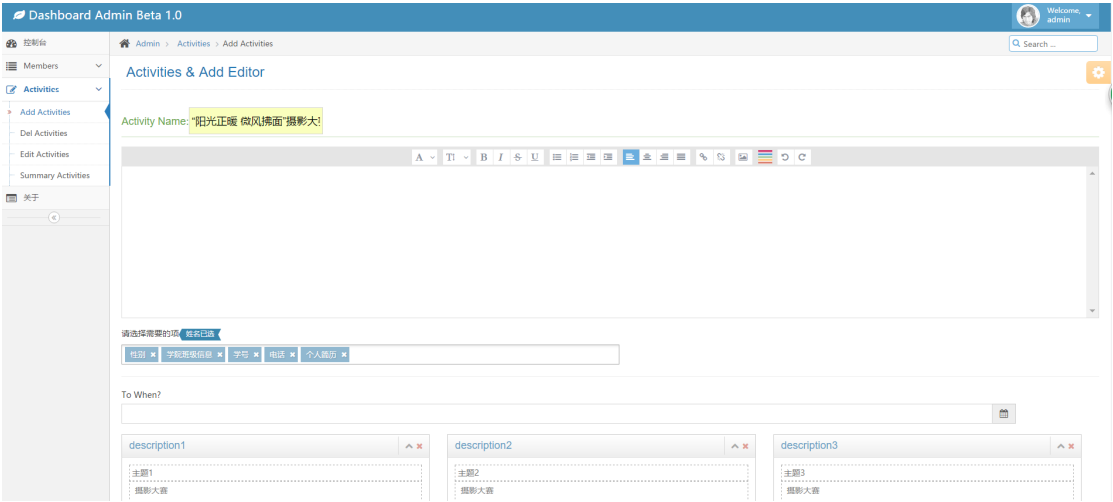 Dashboard Admin Beta 1.0
Welcome,
admin
控制台
Admin > Activities > Add Activities
Search ...
Members
Activities & Add Editor
Activities
Add Activities
Activity Name: "阳光正暖 微风拂面"摄影大!
Del Activities
Edit Activities
A TI B I S U
Summary Activities
关于
请选择需要的项 姓名已选
性别 × 学院班级信息 × 学号 × 电话 × 个人简历 ×
To When?
description1 description2 description3
主题1 主题2 主题3
摄影大赛 摄影大赛 摄影大赛